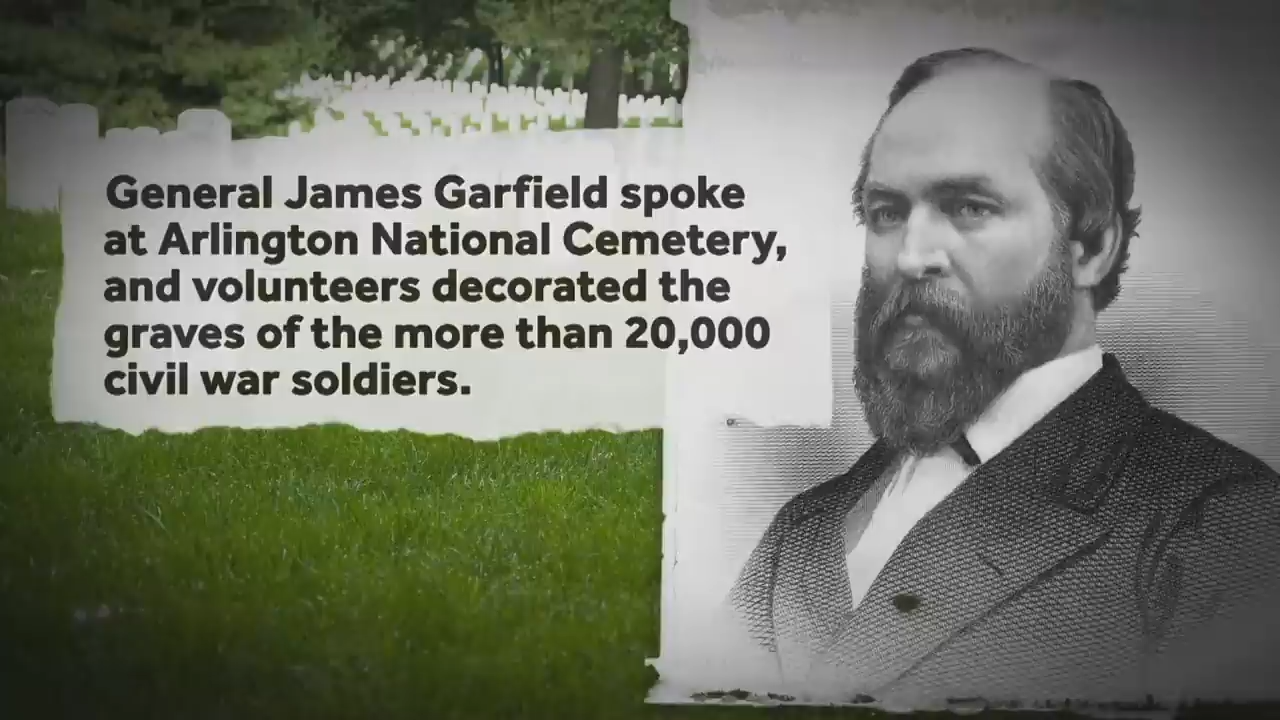 General James Garfield spoke
at Arlington National Cemetery,
and volunteers decorated the
graves of the more than 20,000
civil war soldiers.